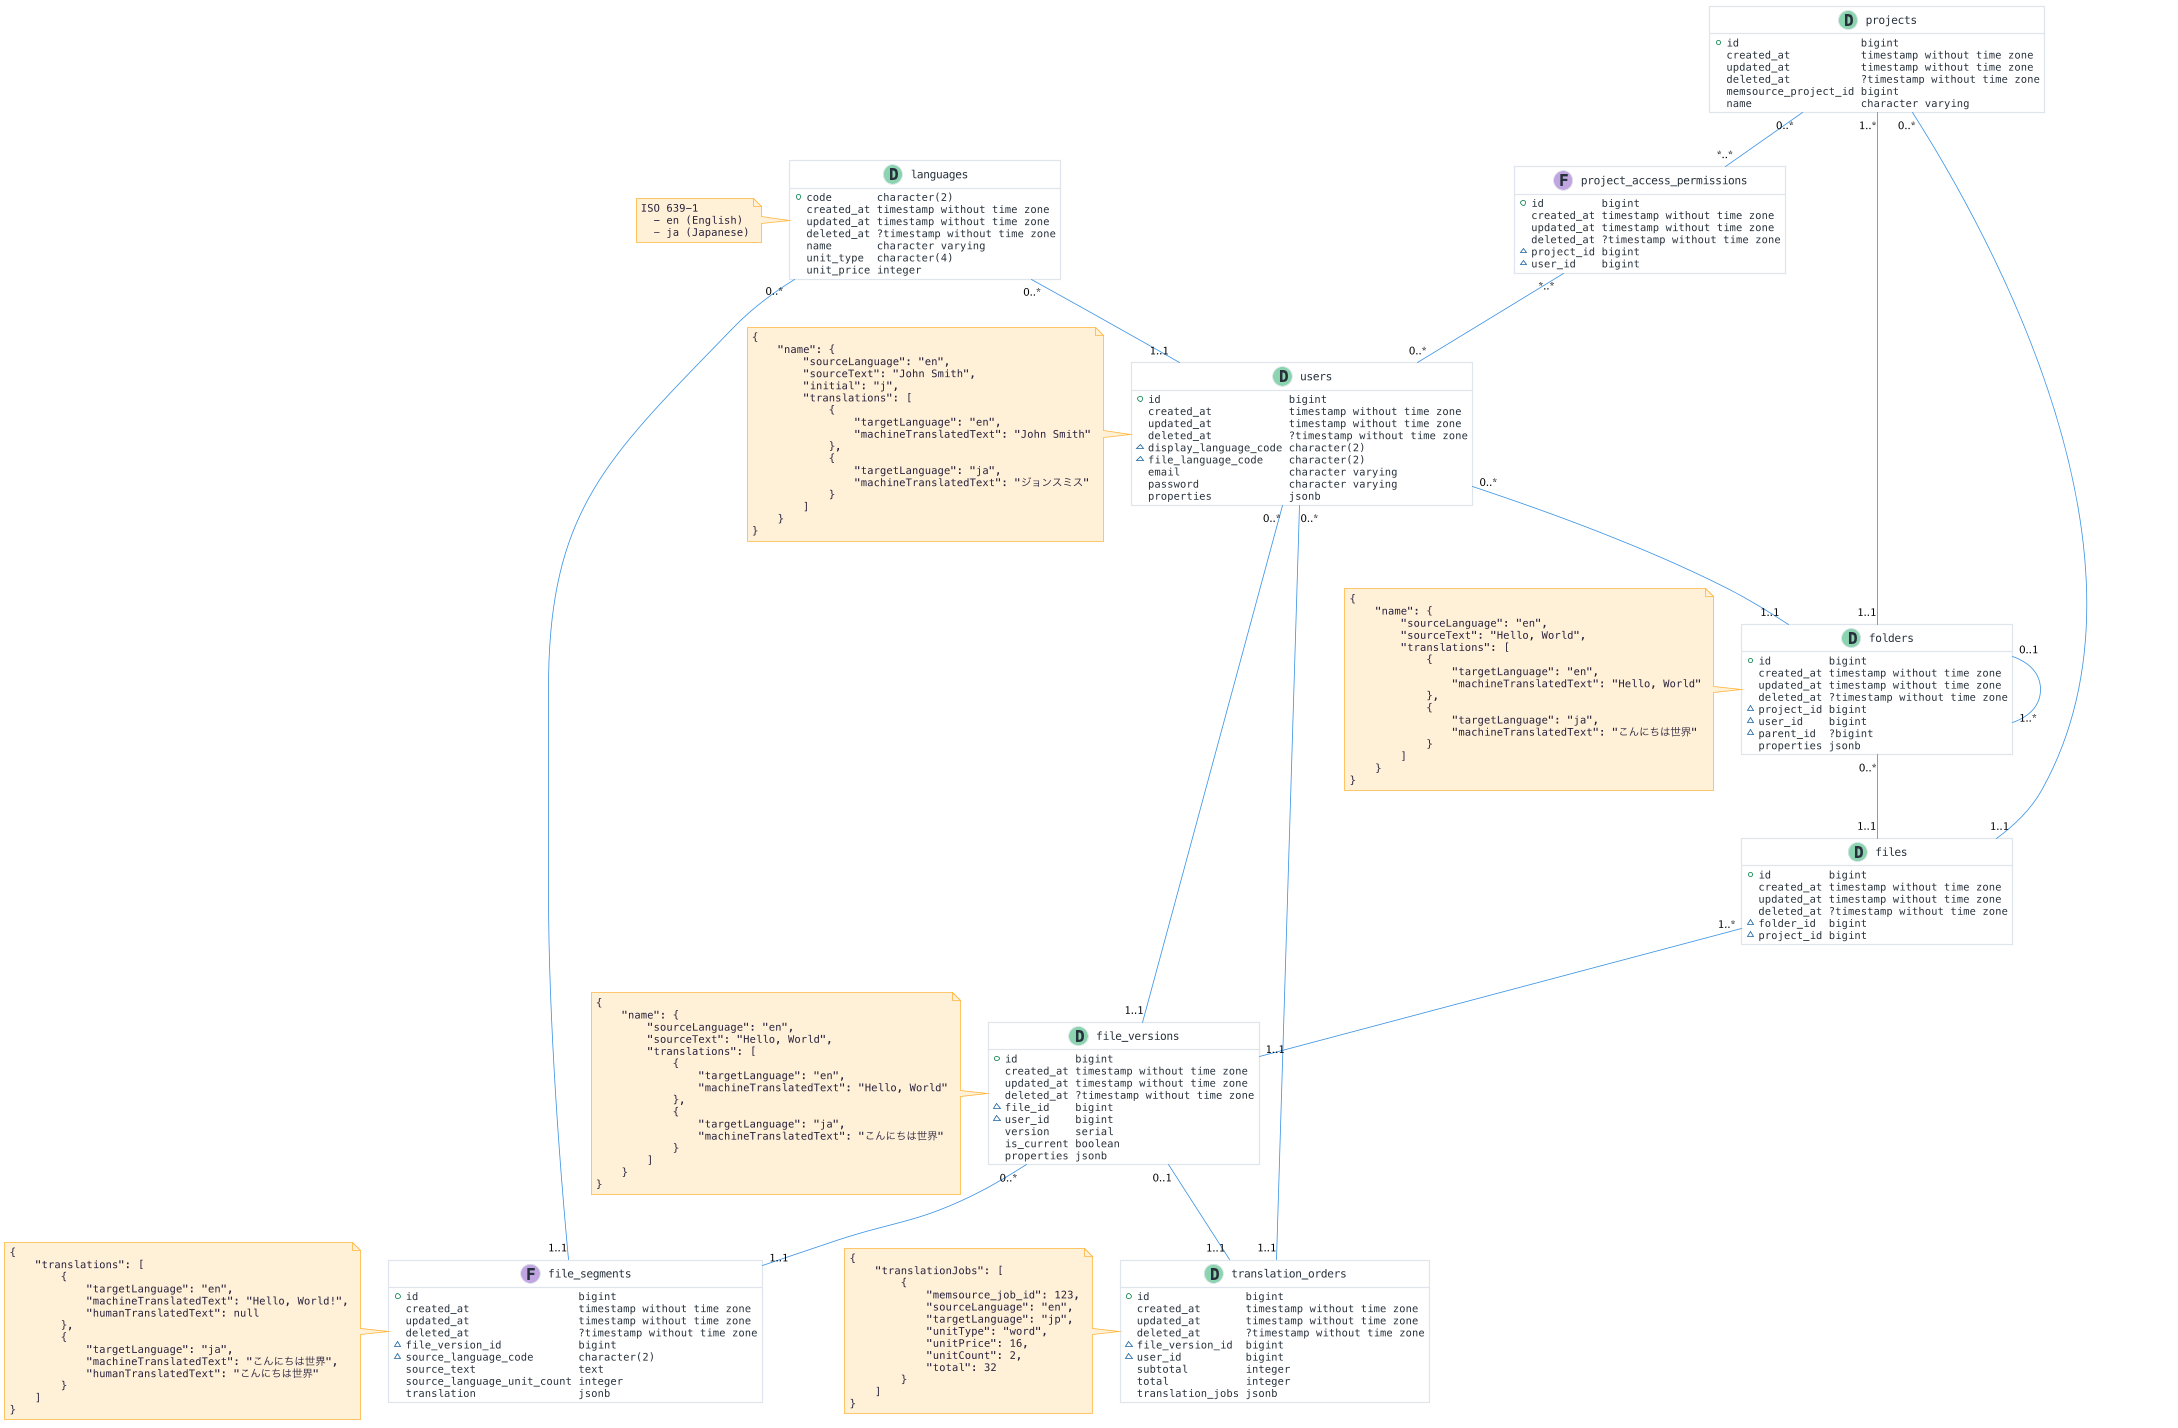 D projects
id bigint
created_at timestamp without time zone
updated_at timestamp without time zone
deleted_at ?timestamp without time zone
memsource_project_id bigint
name character varying
0..*
1..*
0..*
*..*
D languages
code character(2)
created_at timestamp without time zone
updated_at timestamp without time zone
deleted_at ?timestamp without time zone
name character varying
unit_type character(4)
unit_price integer
ISO 639−1
− en (English)
− ja (Japanese)
F project_access_permissions
id bigint
created_at timestamp without time zone
updated_at timestamp without time zone
deleted_at ?timestamp without time zone
project_id bigint
user_id bigint
0..*
0..*
*..*
1..1
0..*
{
"name": {
"sourceLanguage": "en",
"sourceText": "John Smith",
"initial": "j",
"translations": [
{
"targetLanguage": "en",
"machineTranslatedText": "John Smith"
},
{
"targetLanguage": "ja",
"machineTranslatedText": "ジョンスミス"
}
]
}
}
D users
id bigint
created_at timestamp without time zone
updated_at timestamp without time zone
deleted_at ?timestamp without time zone
display_language_code character(2)
file_language_code character(2)
email character varying
password character varying
properties jsonb
0..*
0..*
0..*
1..1
1..1
{
"name": {
"sourceLanguage": "en",
"sourceText": "Hello, World",
"translations": [
{
"targetLanguage": "en",
"machineTranslatedText": "Hello, World"
},
{
"targetLanguage": "ja",
"machineTranslatedText": "こんにちは世界"
}
]
}
}
D folders
id bigint
created_at timestamp without time zone
updated_at timestamp without time zone
deleted_at ?timestamp without time zone
project_id bigint
user_id bigint
parent_id ?bigint
properties jsonb
0..1
1..*
0..*
1..1
1..1
D files
id bigint
created_at timestamp without time zone
updated_at timestamp without time zone
deleted_at ?timestamp without time zone
folder_id bigint
project_id bigint
1..*
1..1
1..1
{
"name": {
"sourceLanguage": "en",
"sourceText": "Hello, World",
"translations": [
{
"targetLanguage": "en",
"machineTranslatedText": "Hello, World"
},
{
"targetLanguage": "ja",
"machineTranslatedText": "こんにちは世界"
}
]
}
}
D file_versions
id bigint
created_at timestamp without time zone
updated_at timestamp without time zone
deleted_at ?timestamp without time zone
file_id bigint
user_id bigint
version serial
is_current boolean
properties jsonb
0..*
0..1
1..1
1..1
1..1
1..1
{
"translations": [
{
"targetLanguage": "en",
"machineTranslatedText": "Hello, World!",
"humanTranslatedText": null
},
{
"targetLanguage": "ja",
"machineTranslatedText": "こんにちは世界",
"humanTranslatedText": "こんにちは世界"
}
]
}
F file_segments
id bigint
created_at timestamp without time zone
updated_at timestamp without time zone
deleted_at ?timestamp without time zone
file_version_id bigint
source_language_code character(2)
source_text text
source_language_unit_count integer
translation jsonb
{
"translationJobs": [
{
"memsource_job_id": 123,
"sourceLanguage": "en",
"targetLanguage": "jp",
"unitType": "word",
"unitPrice": 16,
"unitCount": 2,
"total": 32
}
]
}
D translation_orders
id bigint
created_at timestamp without time zone
updated_at timestamp without time zone
deleted_at ?timestamp without time zone
file_version_id bigint
user_id bigint
subtotal integer
total integer
translation_jobs jsonb